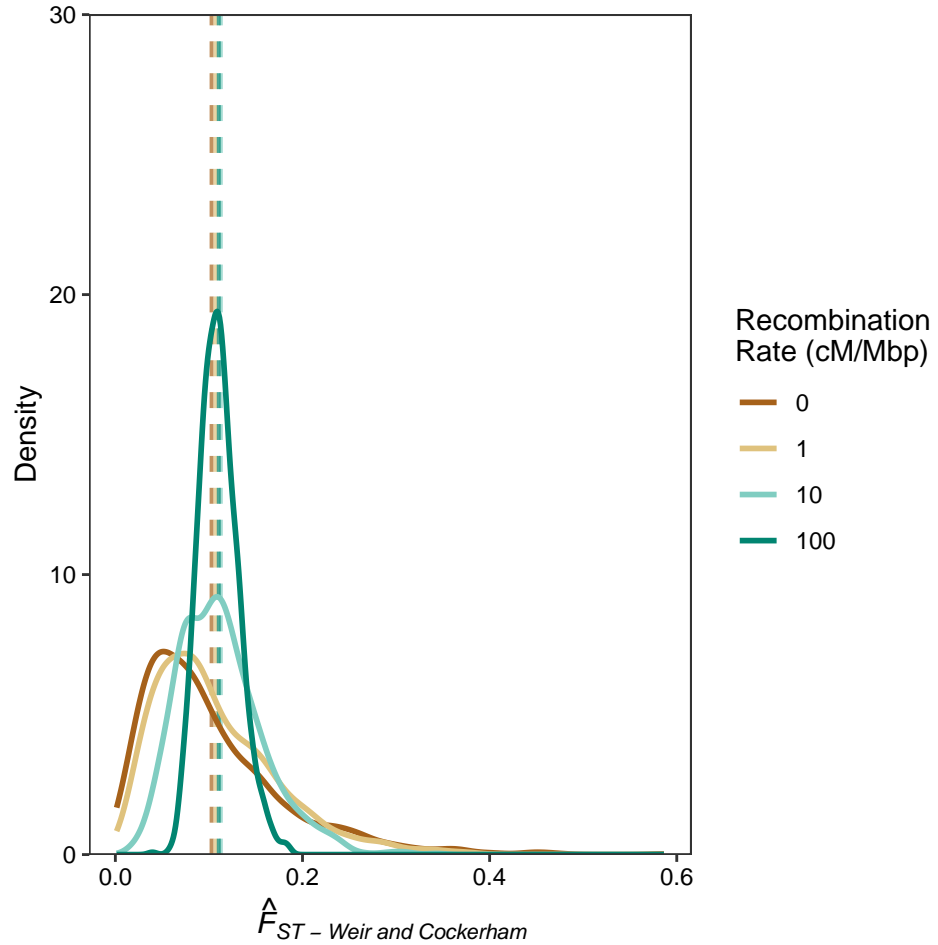 30
20
10
0
Density
0.0 0.2 0.4 0.6
F̂ST – Weir and Cockerham
Recombination
Rate (cM/Mbp)
0
1
10
100